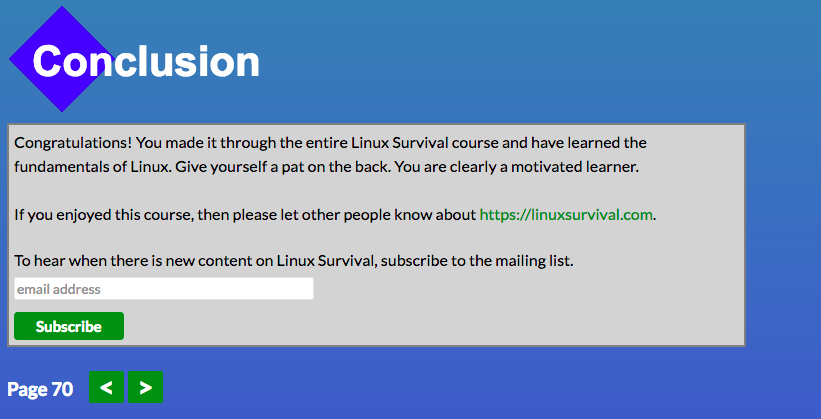 Conclusion
Congratulations! You made it through the entire Linux Survival course and have learned the
fundamentals of Linux. Give yourself a pat on the back. You are clearly a motivated learner.
If you enjoyed this course, then please let other people know about https://linuxsurvival.com.
To hear when there is new content on Linux Survival, subscribe to the mailing list.
email address
Subscribe
Page 70 < >